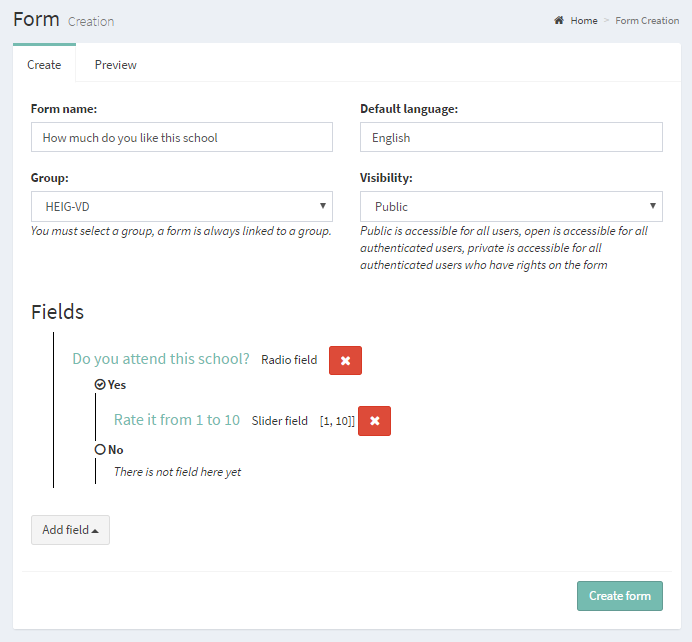 Form Creation
Home > Form Creation
Create Preview
Form name: Default language:
How much do you like this school English
Group: Visibility:
HEIG-VD Public
You must select a group, a form is always linked to a group.
Public is accessible for all users, open is accessible for all
authenticated users, private is accessible for all
authenticated users who have rights on the form
Fields
Do you attend this school? Radio field
Yes
Rate it from 1 to 10 Slider field [1, 10]]
No
There is not field here yet
Add field
Create form